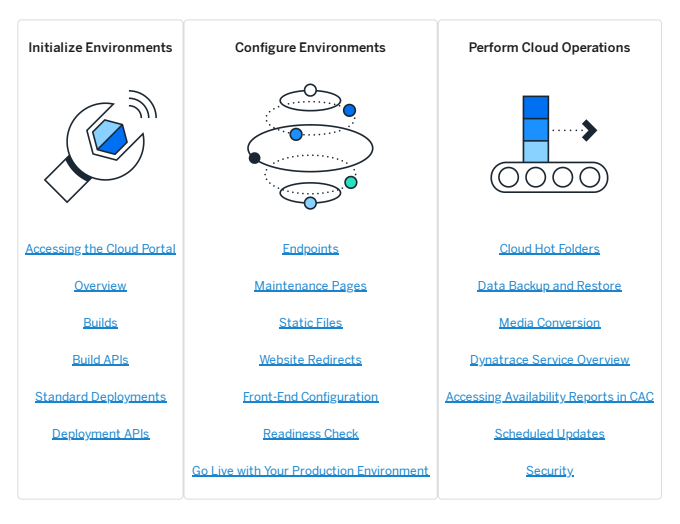 Initialize Environments
Accessing the Cloud Portal
Overview
Builds
Build APIs
Standard Deployments
Deployment APIs
Configure Environments
Endpoints
Maintenance Pages
Static Files
Website Redirects
Front-End Configuration
Readiness Check
Go Live with Your Production Environment
Perform Cloud Operations
Cloud Hot Folders
Data Backup and Restore
Media Conversion
Dynatrace Service Overview
Accessing Availability Reports in CAC
Scheduled Updates
Security